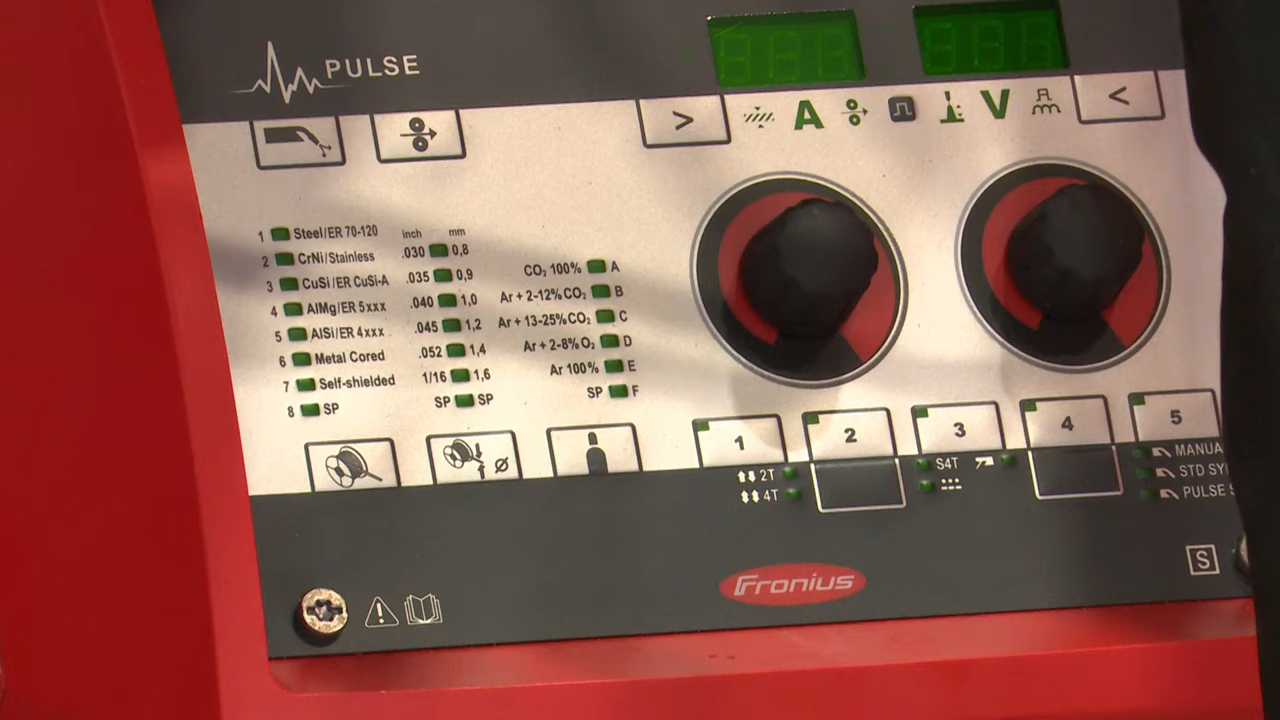 PULSE
> A V <
1 Steel/ER 70-120
2 CrNi/Stainless
3 CuSi/ER CuSi-A
4 AlMg/ER 5xxx
5 AlSi/ER 4xxx
6 Metal Cored
7 Self-shielded
8 SP
inch mm
.030 0,8
.035 0,9
.040 1,0
.045 1,2
.052 1,4
1/16 1,6
SP SP
CO₂ 100% A
Ar + 2-12% CO₂ B
Ar + 13-25% CO₂ C
Ar + 2-8% O₂ D
Ar 100% E
SP F
Ø
1 2 3 4 5
2T
4T
S4T
MANUA
STD SY
PULSE S
Fronius
S